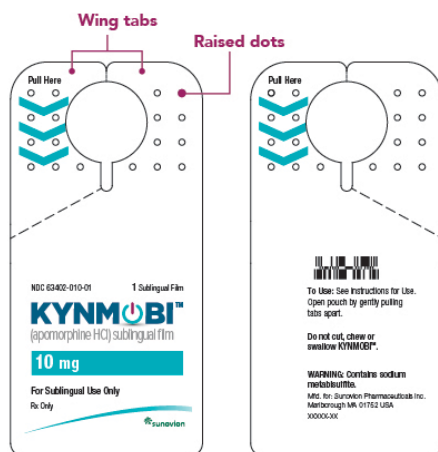 Wing tabs
Raised dots
Pull Here
NDC 63402-010-01 1 Sublingual Film
KYNMOBI™
(apomorphine HCl) sublingual film
10 mg
For Sublingual Use Only
Rx Only
sunovion
Pull Here
To Use: See Instructions for Use.
Open pouch by gently pulling
tabs apart.
Do not cut, chew or
swallow KYNMOBI™.
WARNING: Contains sodium
metabisulfite.
Mfd. for: Sunovion Pharmaceuticals Inc.
Marlborough MA 01752 USA
XXXXX-XX